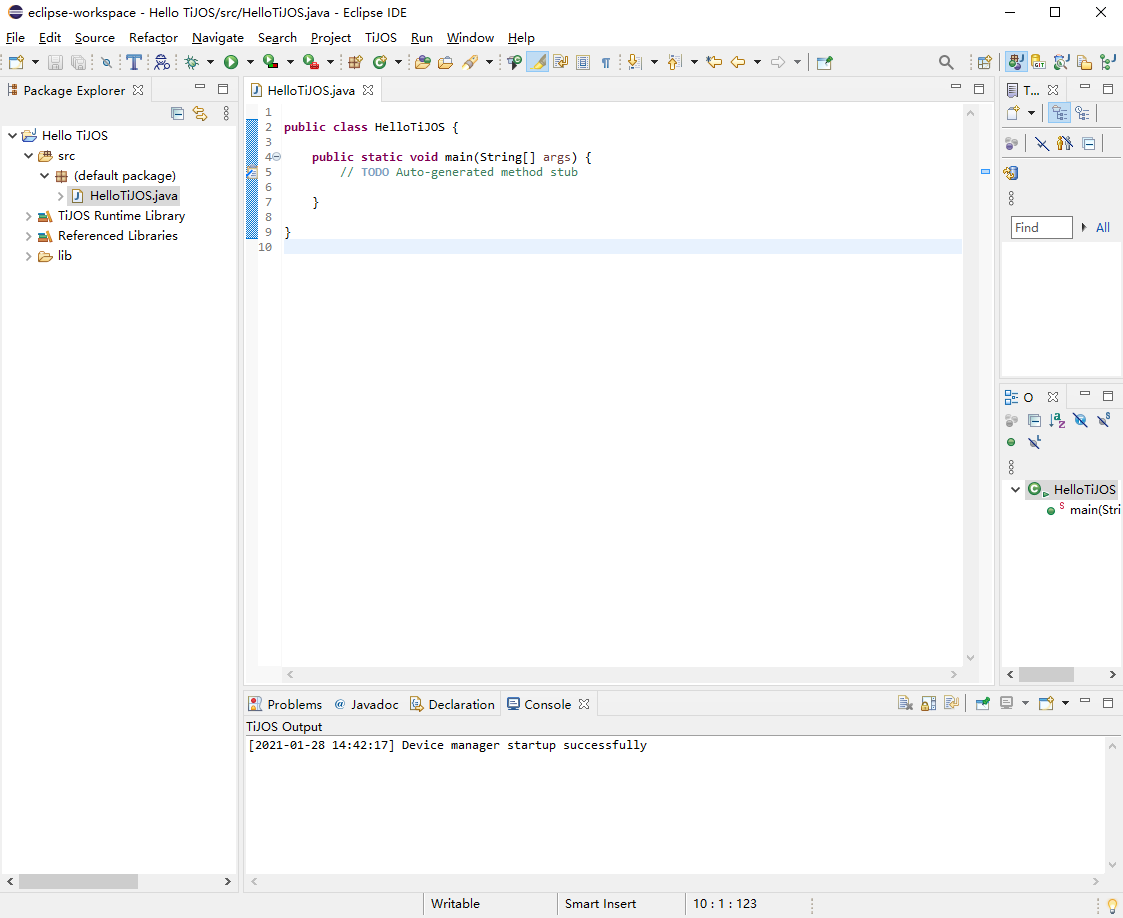 eclipse-workspace - Hello TiJOS/src/HelloTiJOS.java - Eclipse IDE
File Edit Source Refactor Navigate Search Project TiJOS Run Window Help
Package Explorer
Hello TiJOS
src
(default package)
HelloTiJOS.java
TiJOS Runtime Library
Referenced Libraries
lib
HelloTiJOS.java
1
2 public class HelloTiJOS {
3
4 public static void main(String[] args) {
5 // TODO Auto-generated method stub
6
7 }
8
9 }
10
T...
Find All
O
HelloTiJOS
main(Stri
Problems @ Javadoc Declaration Console
TiJOS Output
[2021-01-28 14:42:17] Device manager startup successfully
Writable Smart Insert 10 : 1 : 123